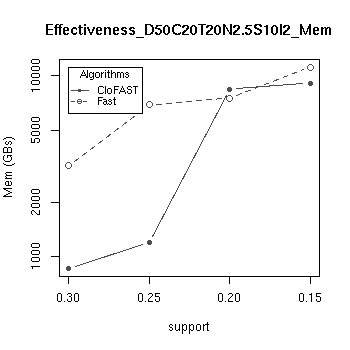 Effectiveness_D50C20T20N2.5S10I2_Mem
Algorithms
CloFAST
Fast
Mem (GBs)
10000
5000
2000
1000
0.30 0.25 0.20 0.15
support